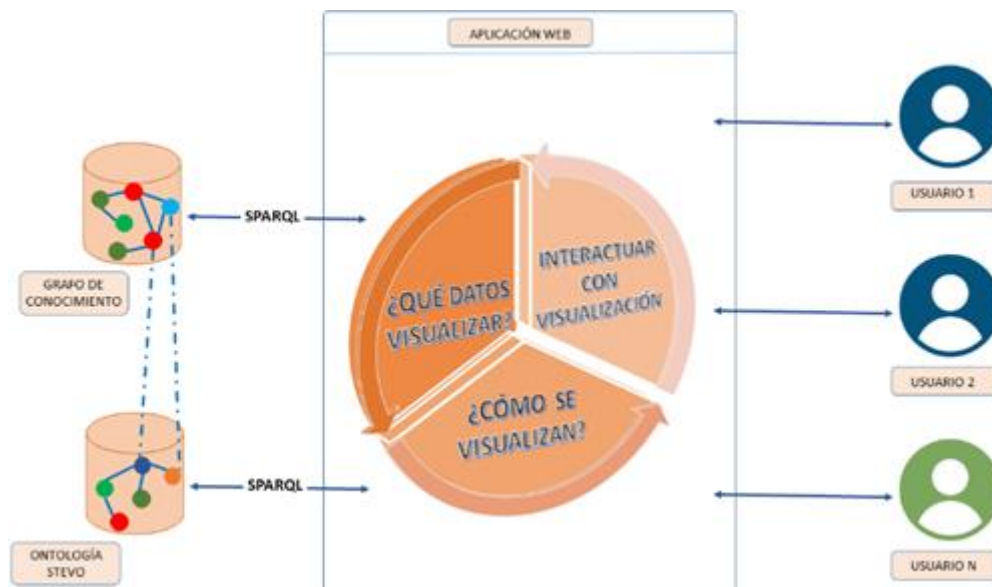 APLICACIÓN WEB
USUARIO 1
SPARQL
GRAFO DE
CONOCIMIENTO
¿QUÉ DATOS
VISUALIZAR?
INTERACTUAR
CON
VISUALIZACIÓN
USUARIO 2
¿CÓMO SE
VISUALIZAN?
SPARQL
ONTOLOGÍA
STEVO
USUARIO N